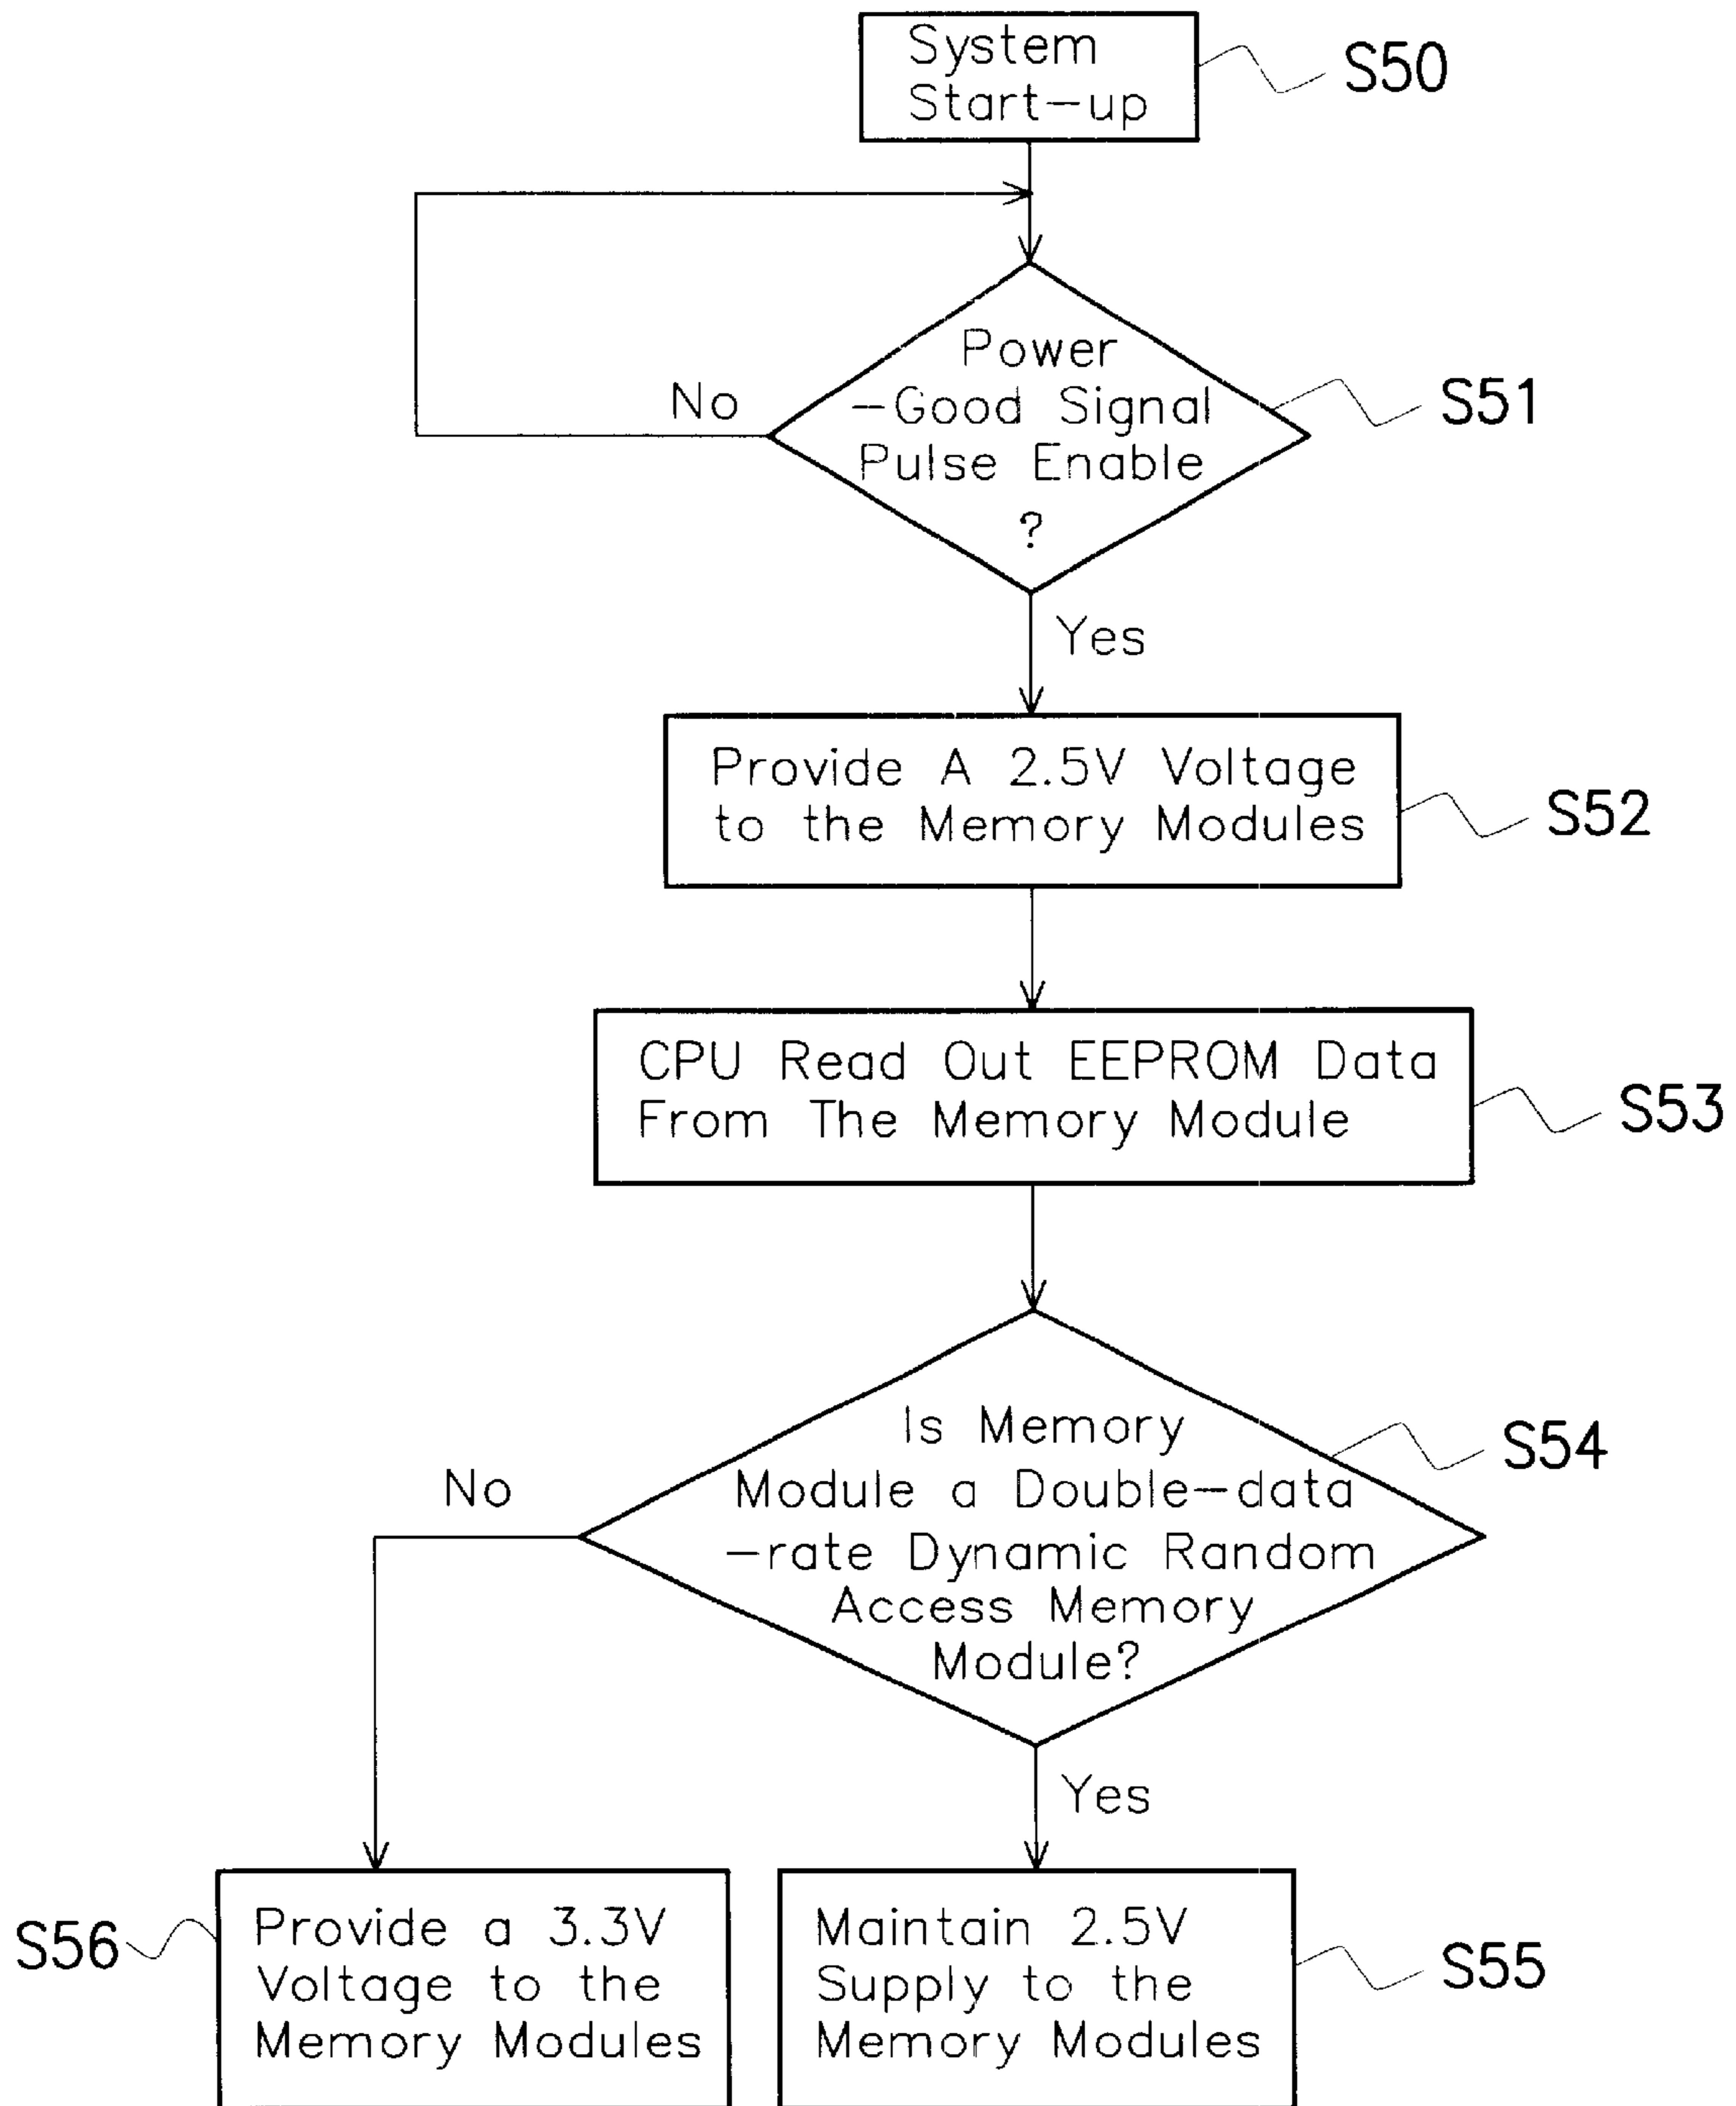 System
Start-up
S50
Power
-Good Signal
Pulse Enable
?
S51
No
Yes
Provide A 2.5V Voltage
to the Memory Modules
S52
CPU Read Out EEPROM Data
From The Memory Module
S53
Is Memory
Module a Double-data
-rate Dynamic Random
Access Memory
Module?
S54
No
Yes
S56
Provide a 3.3V
Voltage to the
Memory Modules
Maintain 2.5V
Supply to the
Memory Modules
S55